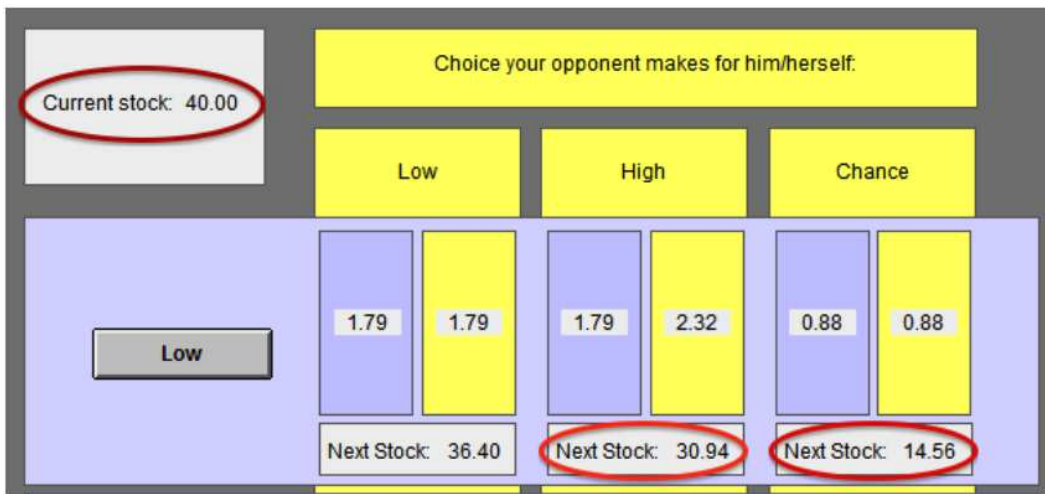 Choice your opponent makes for him/herself:
Current stock: 40.00
Low High Chance
1.79 1.79 1.79 2.32 0.88 0.88
Low
Next Stock: 36.40 Next Stock: 30.94 Next Stock: 14.56